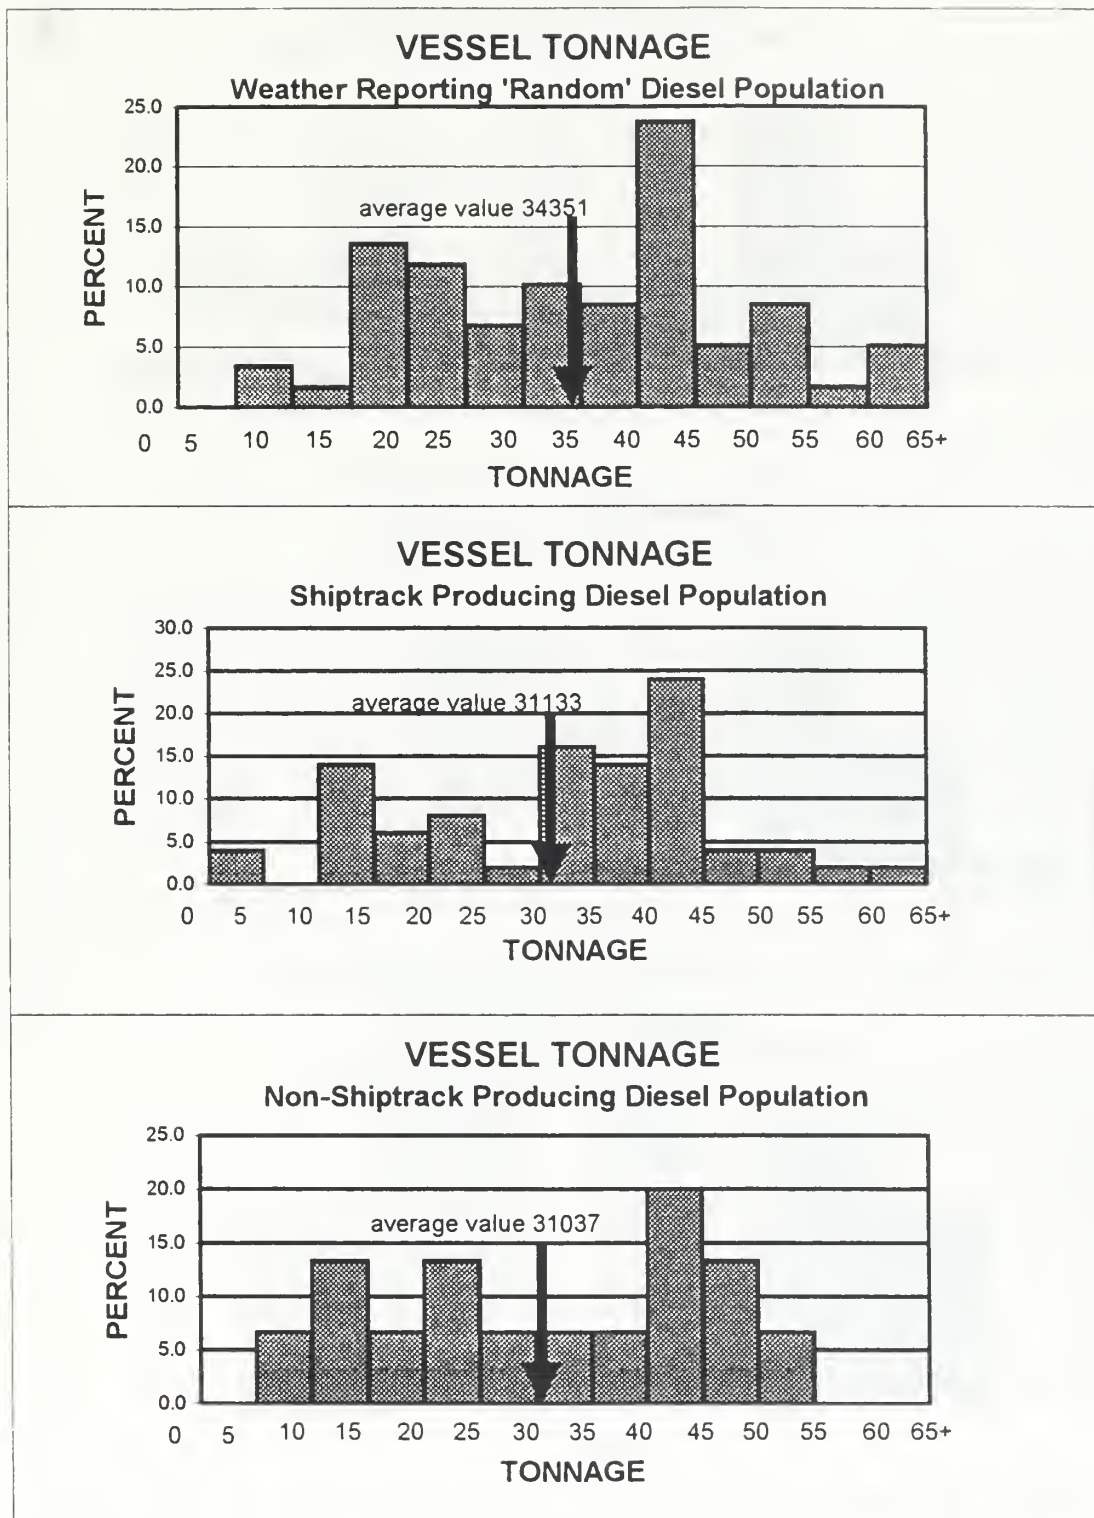 VESSEL TONNAGE
Weather Reporting 'Random' Diesel Population
25.0
20.0
average value 34351
15.0
10.0
5.0
0.0
PERCENT
0 5 10 15 20 25 30 35 40 45 50 55 60 65+
TONNAGE
VESSEL TONNAGE
Shiptrack Producing Diesel Population
30.0
25.0
average value 31133
20.0
15.0
10.0
5.0
0.0
PERCENT
0 5 10 15 20 25 30 35 40 45 50 55 60 65+
TONNAGE
VESSEL TONNAGE
Non-Shiptrack Producing Diesel Population
25.0
20.0
average value 31037
15.0
10.0
5.0
0.0
PERCENT
0 5 10 15 20 25 30 35 40 45 50 55 60 65+
TONNAGE